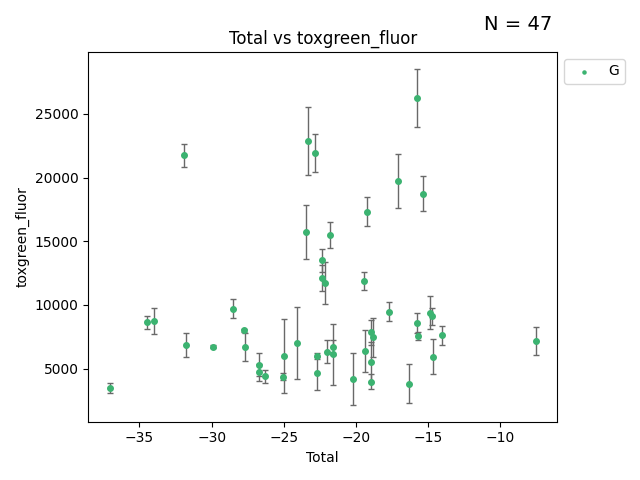 N = 47
Total vs toxgreen_fluor
G
25000
20000
15000
10000
5000
toxgreen_fluor
−35
−30
−25
−20
−15
−10
Total